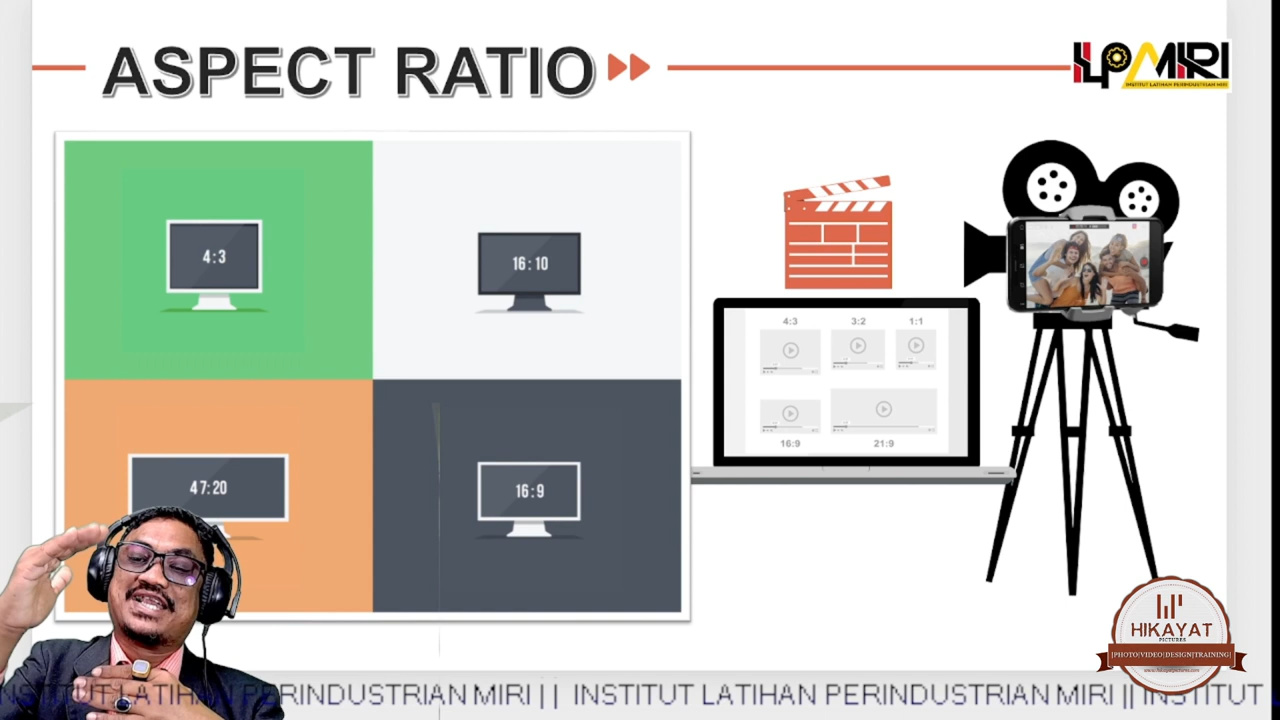 ASPECT RATIO
ILP MIRI
INSTITUT LATIHAN PERINDUSTRIAN MIRI
4:3
16:10
47:20
16:9
4:3
3:2
1:1
16:9
21:9
HIKAYAT
PICTURES
|PHOTO|VIDEO|DESIGN|TRAINING|
INSTITUT LATIHAN PERINDUSTRIAN MIRI || INSTITUT LATIHAN PERINDUSTRIAN MIRI || INSTITUT